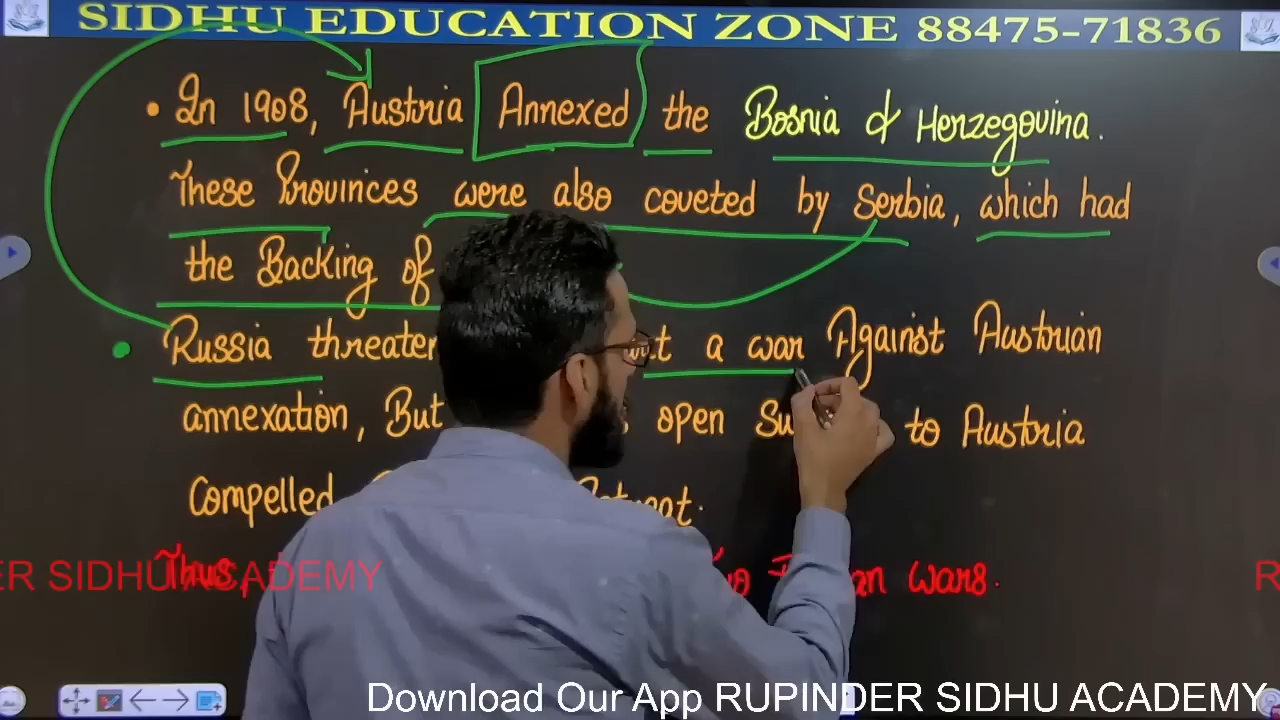 SIDHU EDUCATION ZONE 88475-71836
• In 1908, Austria Annexed the Bosnia & Herzegovina.
These Provinces were also coveted by Serbia, which had
the Backing of
Russia a war Against Austrian
annexation, But open to Austria
Compelled
Thus, Wars.
ER SIDHU ACADEMY
R
Download Our App RUPINDER SIDHU ACADEMY